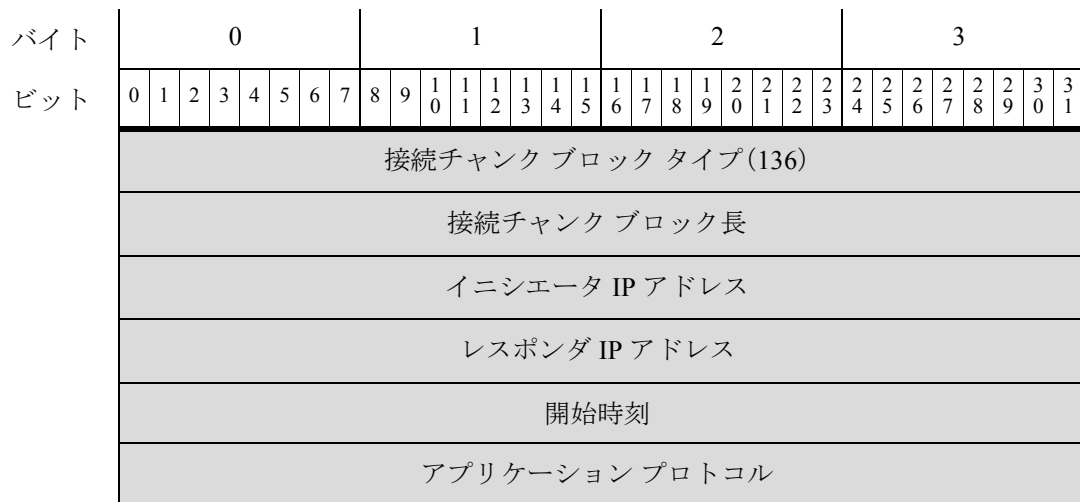 バイト 0 1 2 3
ビット 0 1 2 3 4 5 6 7 8 9 10 11 12 13 14 15 16 17 18 19 20 21 22 23 24 25 26 27 28 29 30 31
接続チャンク ブロック タイプ(136)
接続チャンク ブロック長
イニシエータ IP アドレス
レスポンダ IP アドレス
開始時刻
アプリケーション プロトコル